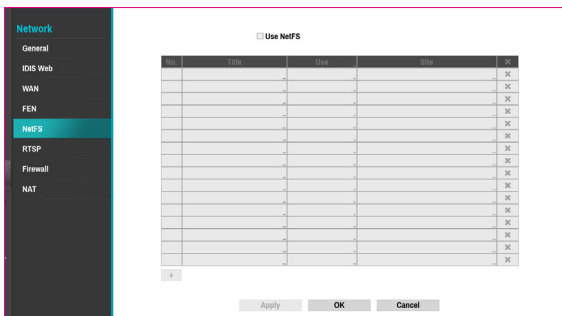 Network
General
IDIS Web
WAN
FEN
NetFS
RTSP
Firewall
NAT
Use NetFS
No. Title Use Site
+
Apply OK Cancel